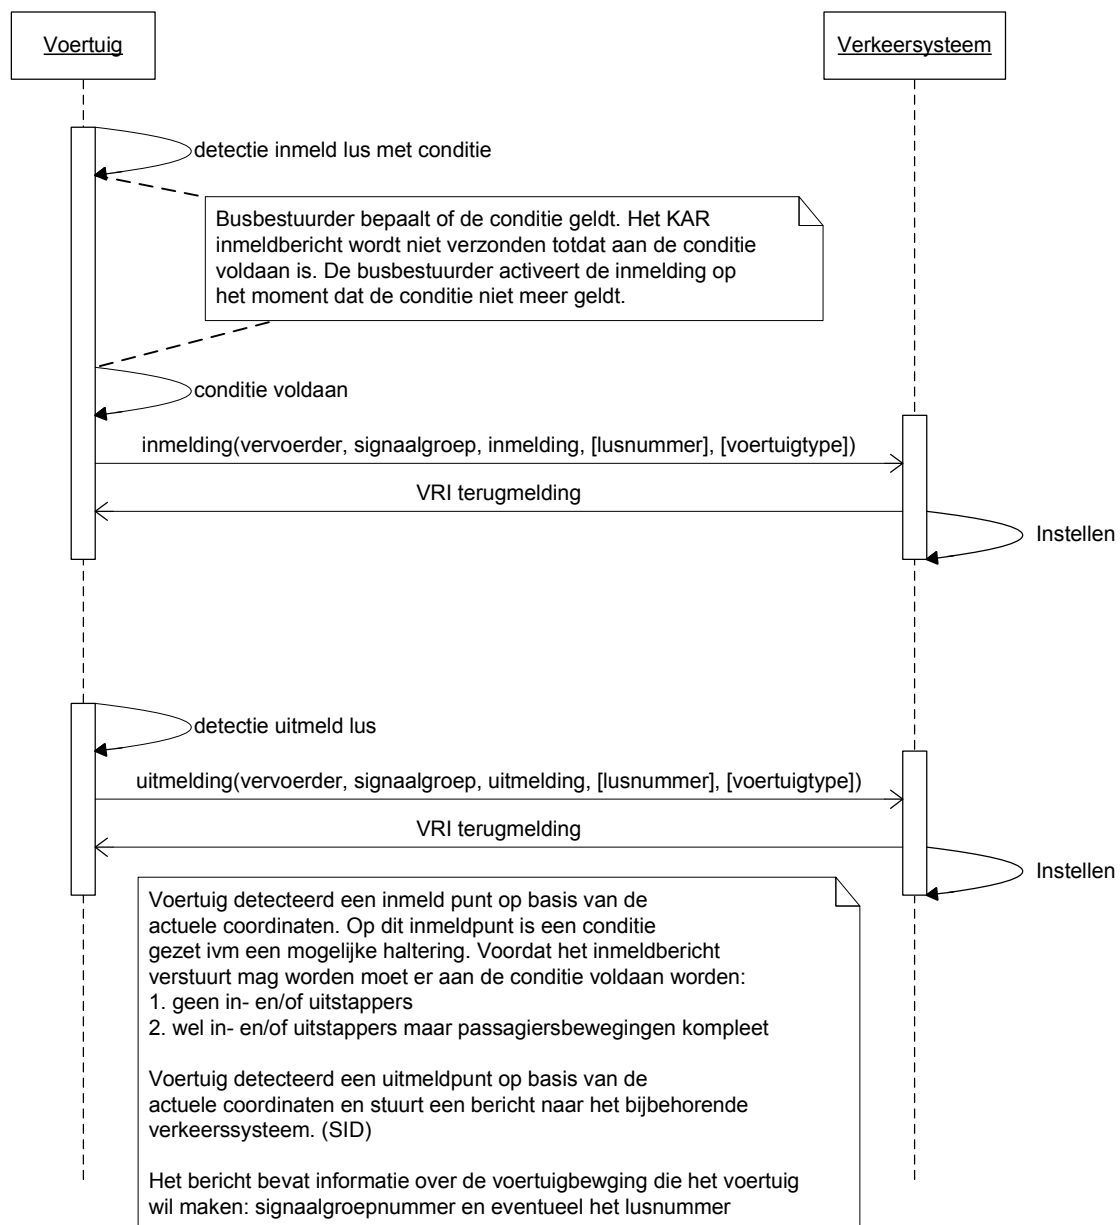 Voertuig
Verkeersysteem
detectie inmeld lus met conditie
Busbestuurder bepaalt of de conditie geldt. Het KAR
inmeldbericht wordt niet verzonden totdat aan de conditie
voldaan is. De busbestuurder activeert de inmelding op
het moment dat de conditie niet meer geldt.
conditie voldaan
inmelding(vervoerder, signaalgroep, inmelding, [lusnummer], [voertuigtype])
VRI terugmelding
Instellen
detectie uitmeld lus
uitmelding(vervoerder, signaalgroep, uitmelding, [lusnummer], [voertuigtype])
VRI terugmelding
Instellen
Voertuig detecteerd een inmeld punt op basis van de
actuele coordinaten. Op dit inmeldpunt is een conditie
gezet ivm een mogelijke haltering. Voordat het inmeldbericht
verstuurt mag worden moet er aan de conditie voldaan worden:
1. geen in- en/of uitstappers
2. wel in- en/of uitstappers maar passagiersbewegingen kompleet
Voertuig detecteerd een uitmeldpunt op basis van de
actuele coordinaten en stuurt een bericht naar het bijbehorende
verkeerssysteem. (SID)
Het bericht bevat informatie over de voertuigbewging die het voertuig
wil maken: signaalgroepnummer en eventueel het lusnummer